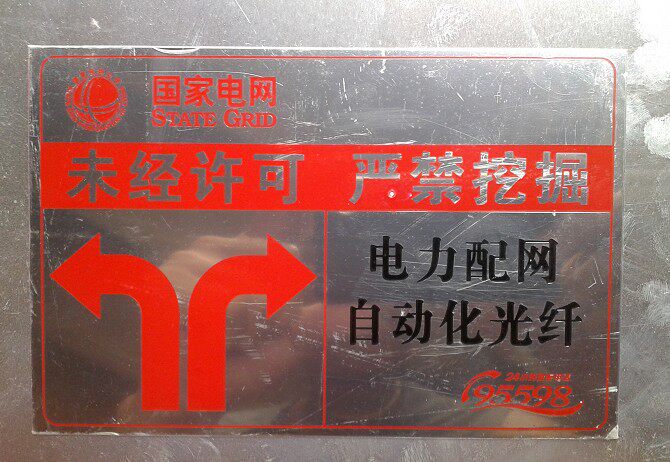 国家电网
STATE GRID
未经许可 严禁挖掘
电力配网
自动化光纤
95598